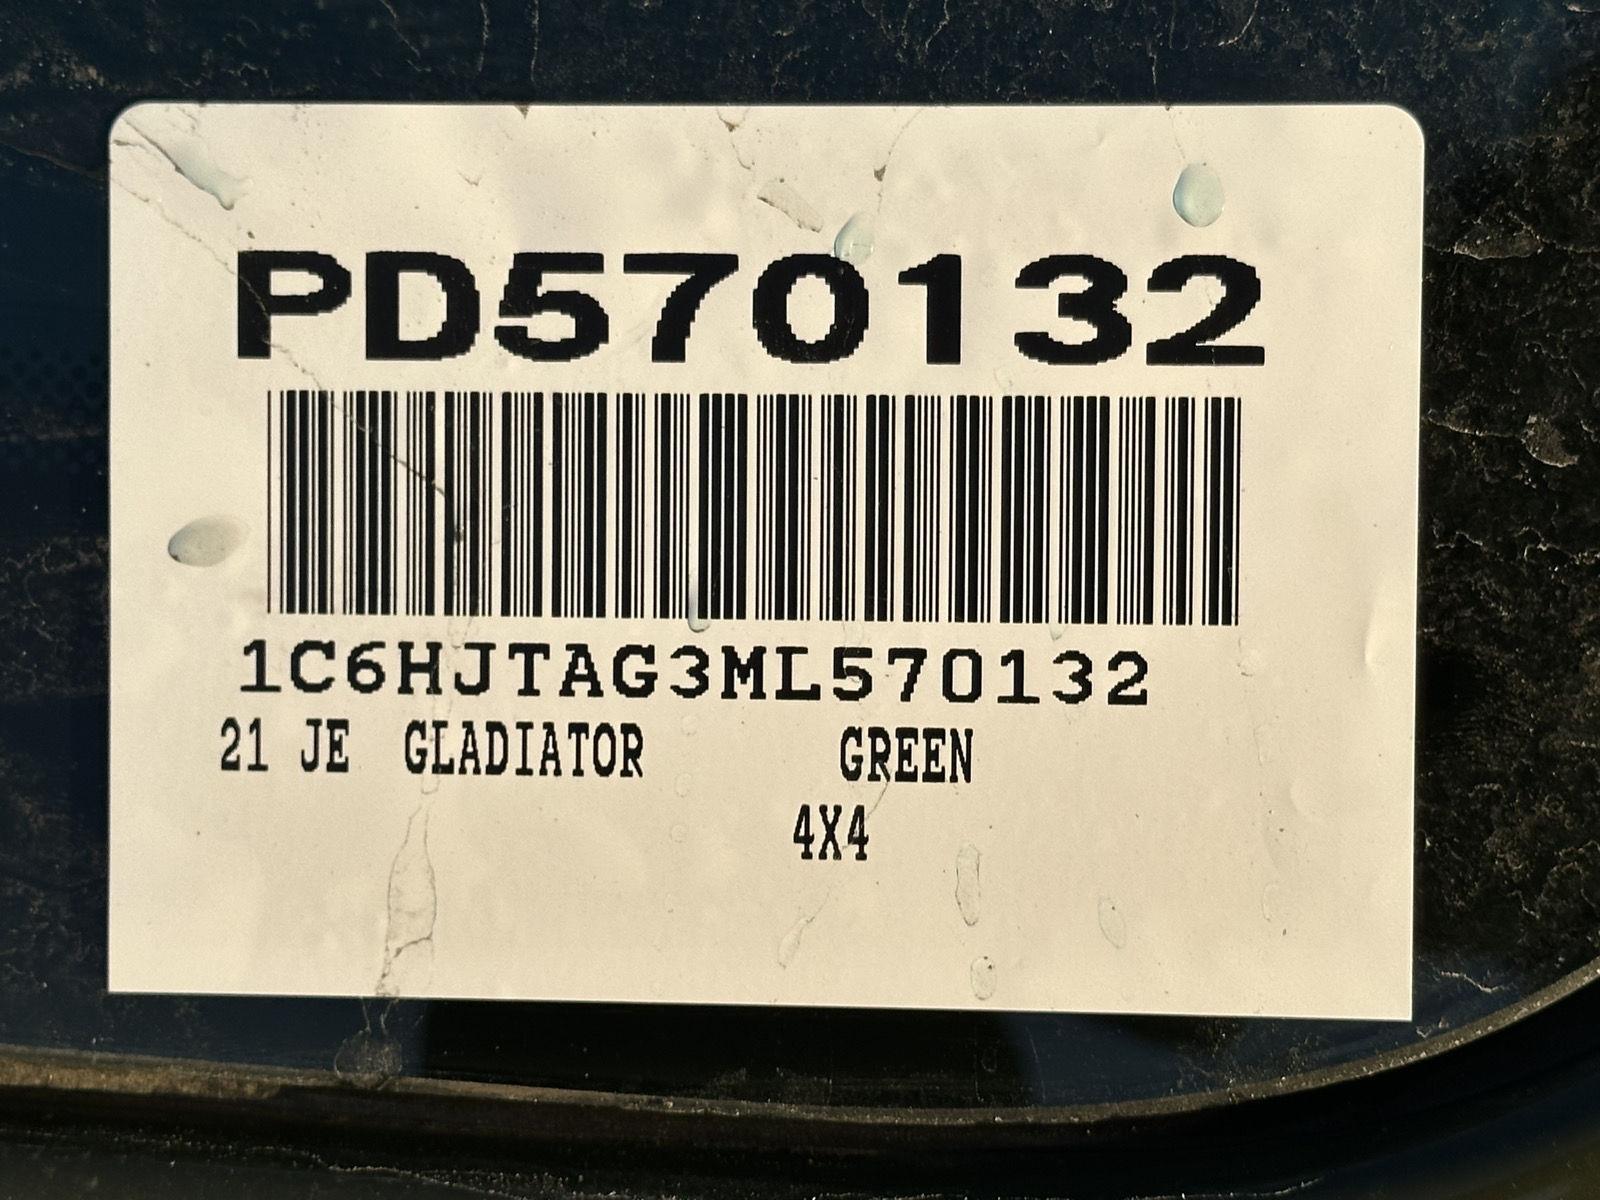 PD570132
1C6HJTAG3ML570132
21 JE GLADIATOR GREEN
4X4